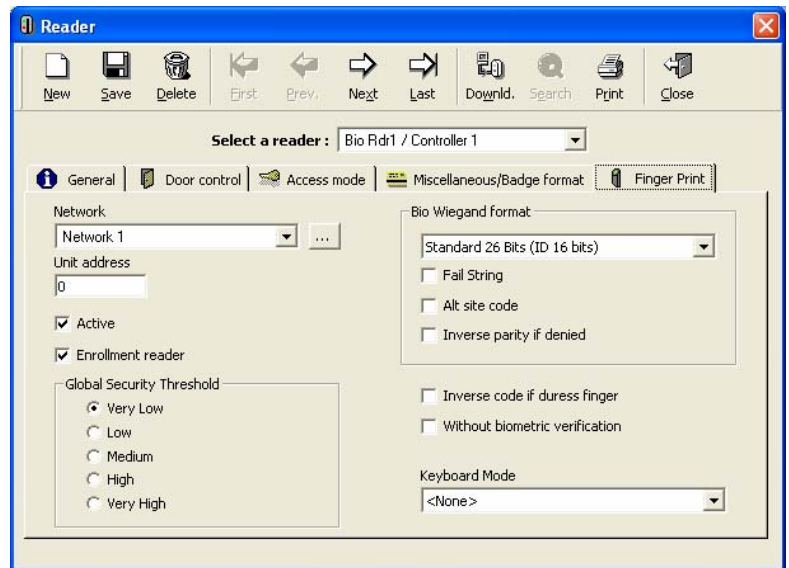 Reader
New Save Delete First Prev. Next Last Downld. Search Print Close
Select a reader : Bio Rdr1 / Controller 1
General Door control Access mode Miscellaneous/Badge format Finger Print
Network
Network 1 ...
Unit address
0
Active
Enrollment reader
Global Security Threshold
Very Low
Low
Medium
High
Very High
Bio Wiegand format
Standard 26 Bits (ID 16 bits)
Fail String
Alt site code
Inverse parity if denied
Inverse code if duress finger
Without biometric verification
Keyboard Mode
<None>